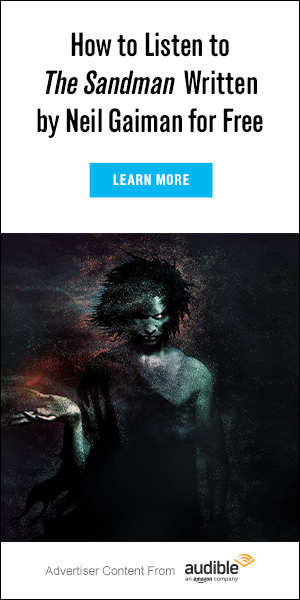 How to Listen to
The Sandman Written
by Neil Gaiman for Free
LEARN MORE
Advertiser Content From
audible
an amazon company